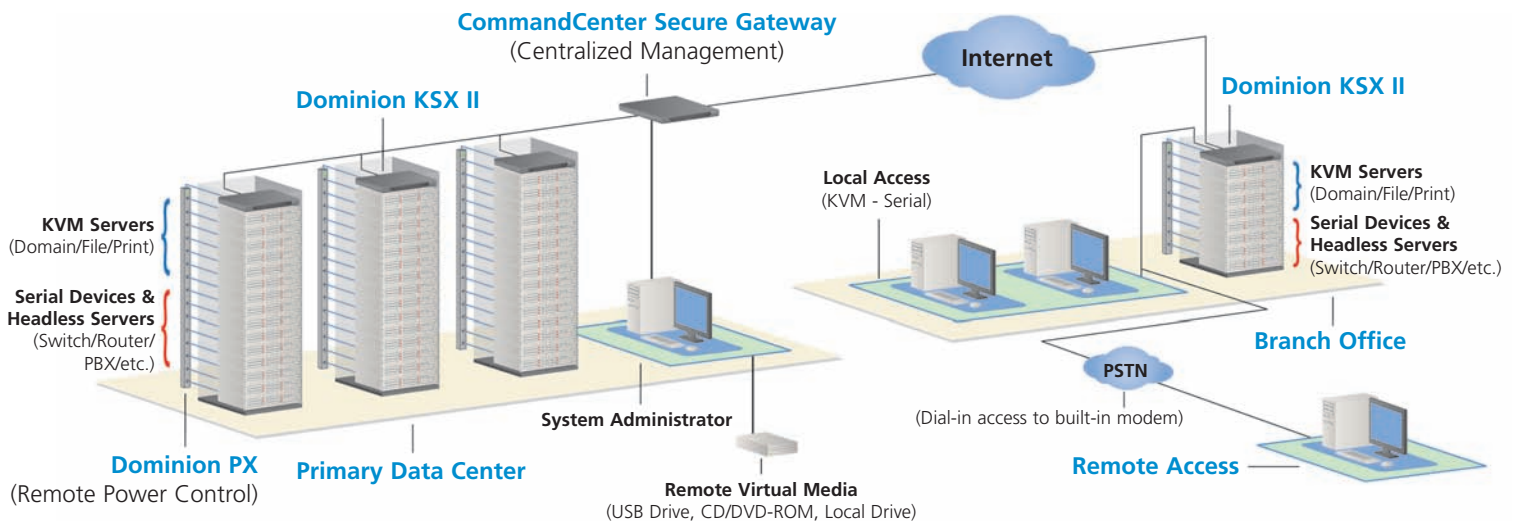 CommandCenter Secure Gateway
(Centralized Management)
Internet
Dominion KSX II
Dominion KSX II
KVM Servers
(Domain/File/Print)
Serial Devices &
Headless Servers
(Switch/Router/
PBX/etc.)
Local Access
(KVM - Serial)
KVM Servers
(Domain/File/Print)
Serial Devices &
Headless Servers
(Switch/Router/PBX/etc.)
Branch Office
PSTN
(Dial-in access to built-in modem)
System Administrator
Dominion PX
(Remote Power Control)
Primary Data Center
Remote Access
Remote Virtual Media
(USB Drive, CD/DVD-ROM, Local Drive)